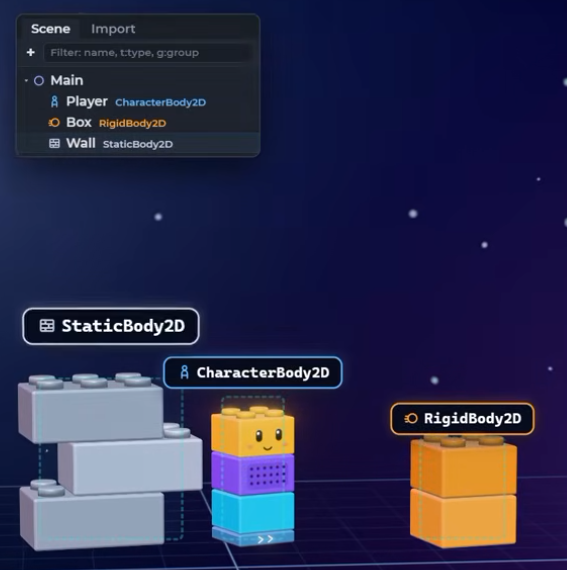 Scene Import
+ Filter: name, t:type, g:group
Main
Player CharacterBody2D
Box RigidBody2D
Wall StaticBody2D
StaticBody2D
CharacterBody2D
RigidBody2D
>>